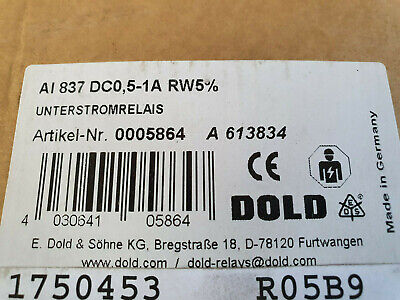 AI 837 DC0,5-1A RW5%
UNTERSTROMRELAIS
Artikel-Nr. 0005864 A 613834
CE
4 030641 05864
DOLD
Made in Germany
E. Dold & Söhne KG, Bregstraße 18, D-78120 Furtwangen
www.dold.com / dold-relays@dold.com
1750453 R05B9